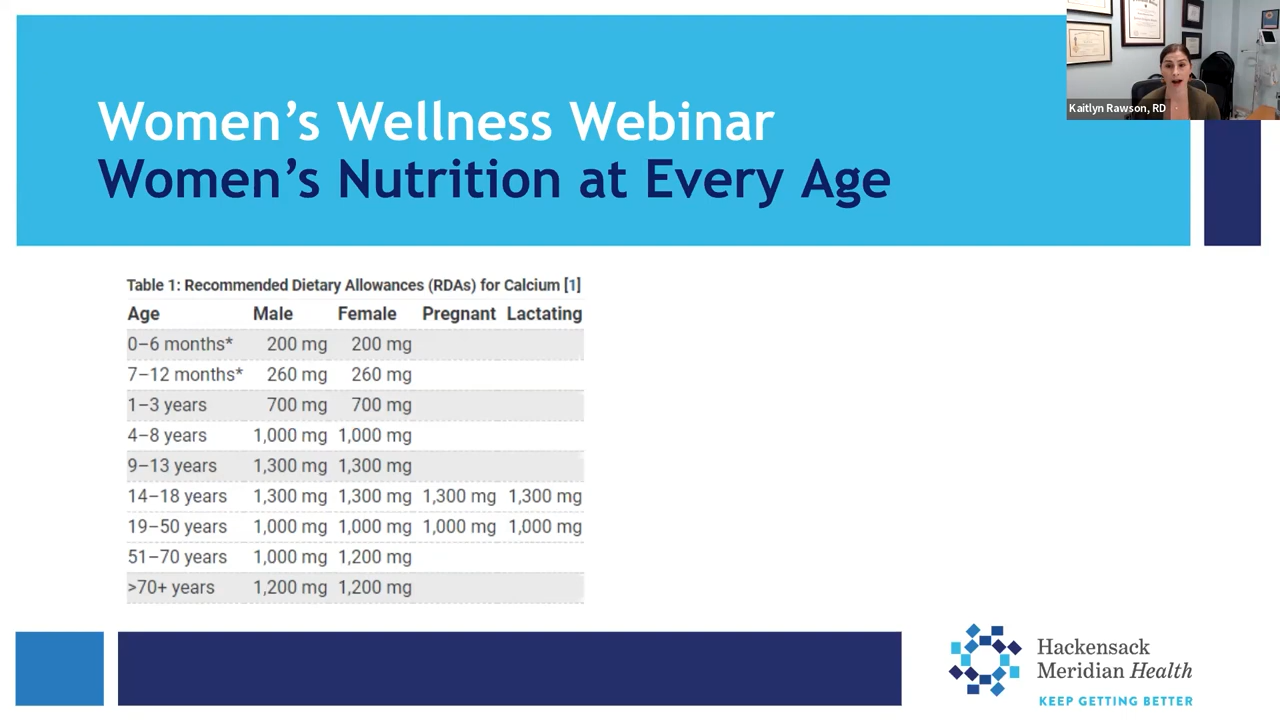 Women's Wellness Webinar
Women's Nutrition at Every Age
Kaitlyn Rawson, RD
Table 1: Recommended Dietary Allowances (RDAs) for Calcium [1]
Age Male Female Pregnant Lactating
0–6 months* 200 mg 200 mg
7–12 months* 260 mg 260 mg
1–3 years 700 mg 700 mg
4–8 years 1,000 mg 1,000 mg
9–13 years 1,300 mg 1,300 mg
14–18 years 1,300 mg 1,300 mg 1,300 mg 1,300 mg
19–50 years 1,000 mg 1,000 mg 1,000 mg 1,000 mg
51–70 years 1,000 mg 1,200 mg
>70+ years 1,200 mg 1,200 mg
Hackensack
Meridian Health
KEEP GETTING BETTER